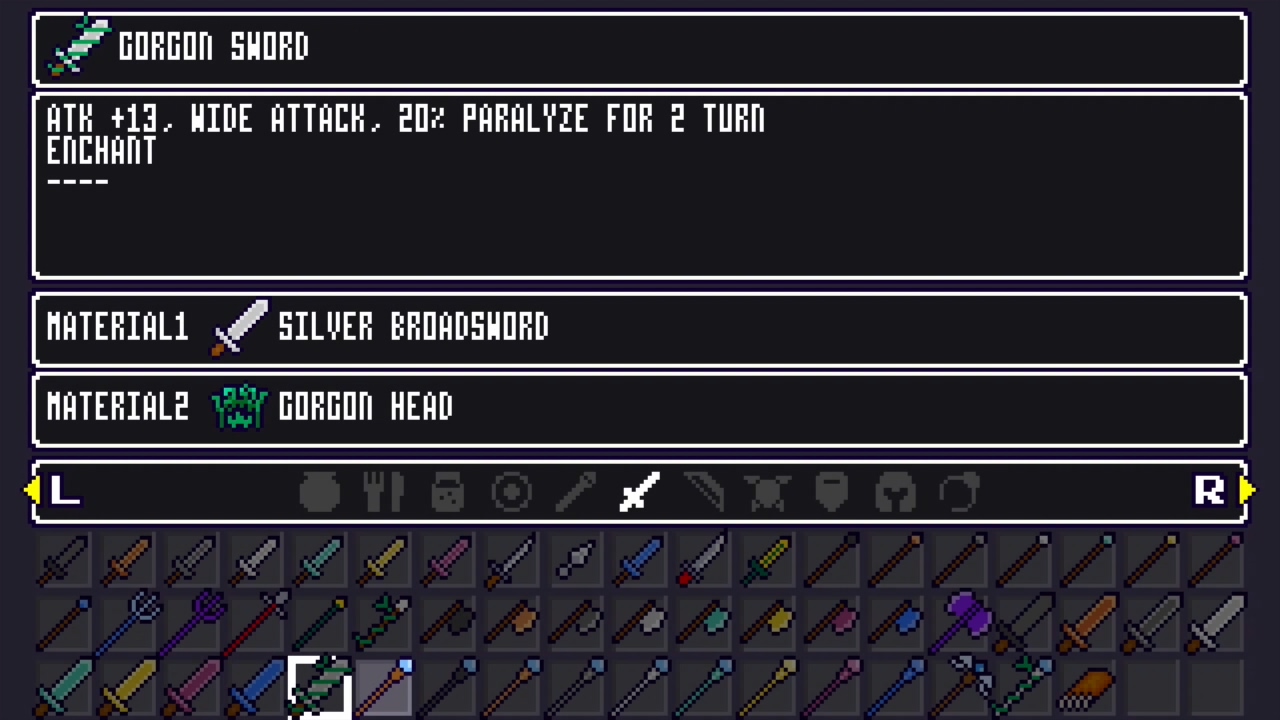 GORGON SWORD
ATK +13, WIDE ATTACK, 20% PARALYZE FOR 2 TURN
ENCHANT
----
MATERIAL1 SILVER BROADSWORD
MATERIAL2 GORGON HEAD
L R